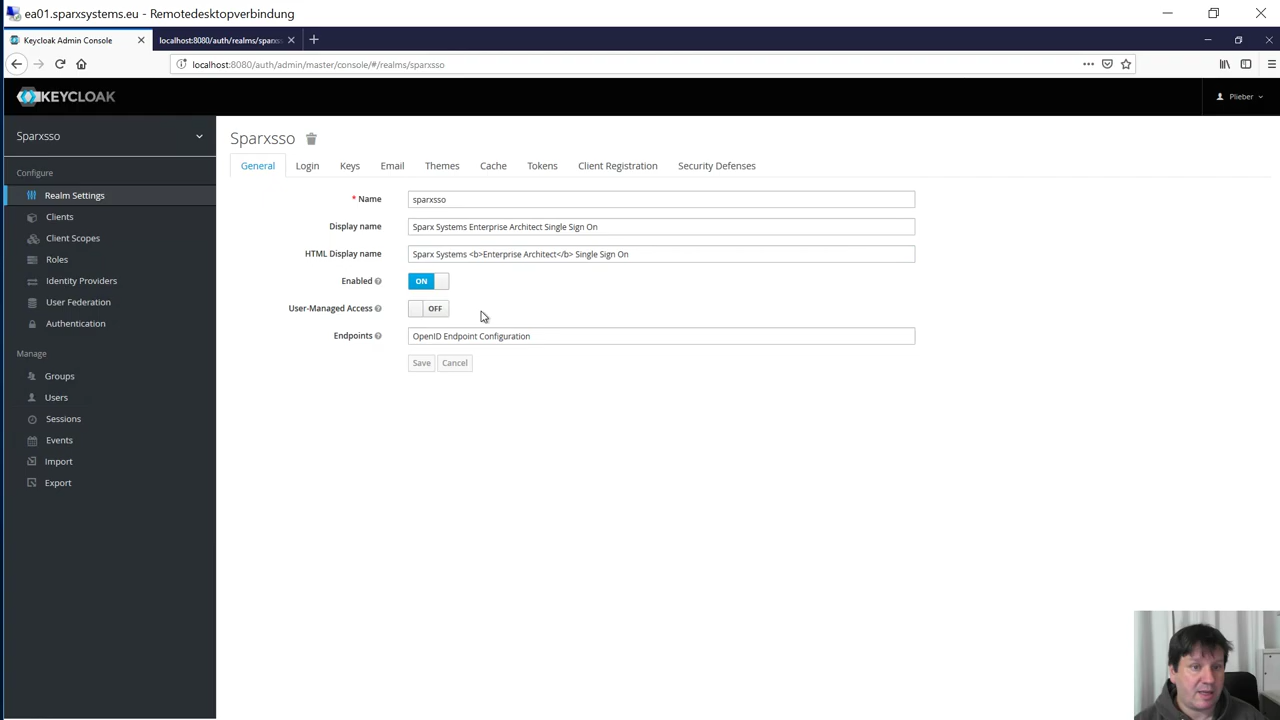 ea01.sparxsystems.eu - Remotedesktopverbindung
Keycloak Admin Console
localhost:8080/auth/realms/sparxs
localhost:8080/auth/admin/master/console/#/realms/sparxsso
KEYCLOAK
Plieber
Sparxsso
Configure
Realm Settings
Clients
Client Scopes
Roles
Identity Providers
User Federation
Authentication
Manage
Groups
Users
Sessions
Events
Import
Export
Sparxsso
General Login Keys Email Themes Cache Tokens Client Registration Security Defenses
* Name sparxsso
Display name Sparx Systems Enterprise Architect Single Sign On
HTML Display name Sparx Systems <b>Enterprise Architect</b> Single Sign On
Enabled ON
User-Managed Access OFF
Endpoints OpenID Endpoint Configuration
Save Cancel